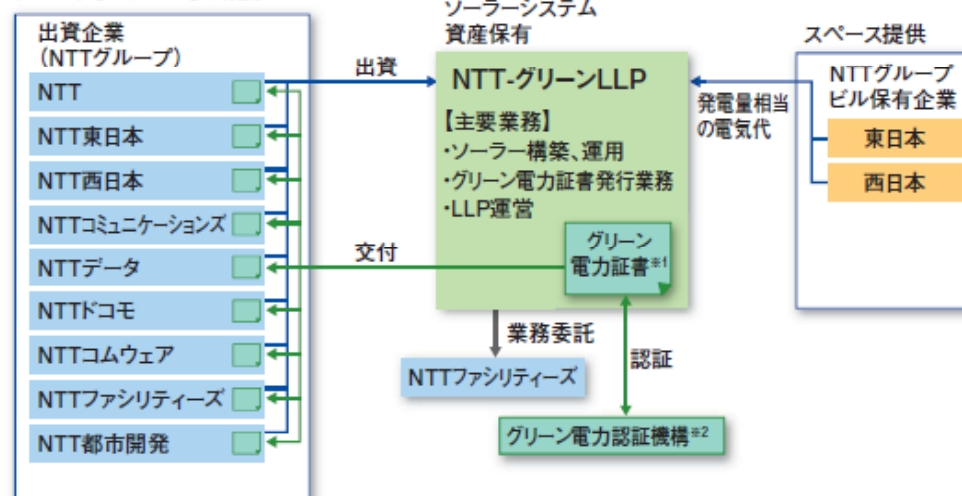 出資企業
（NTTグループ）
NTT
NTT東日本
NTT西日本
NTTコミュニケーションズ
NTTデータ
NTTドコモ
NTTコムウェア
NTTファシリティーズ
NTT都市開発
出資
交付
ソーラーシステム
資産保有
NTT-グリーンLLP
【主要業務】
・ソーラー構築、運用
・グリーン電力証書発行業務
・LLP運営
グリーン
電力証書※1
業務委託
NTTファシリティーズ
認証
グリーン電力認証機構※2
発電量相当
の電気代
スペース提供
NTTグループ
ビル保有企業
東日本
西日本